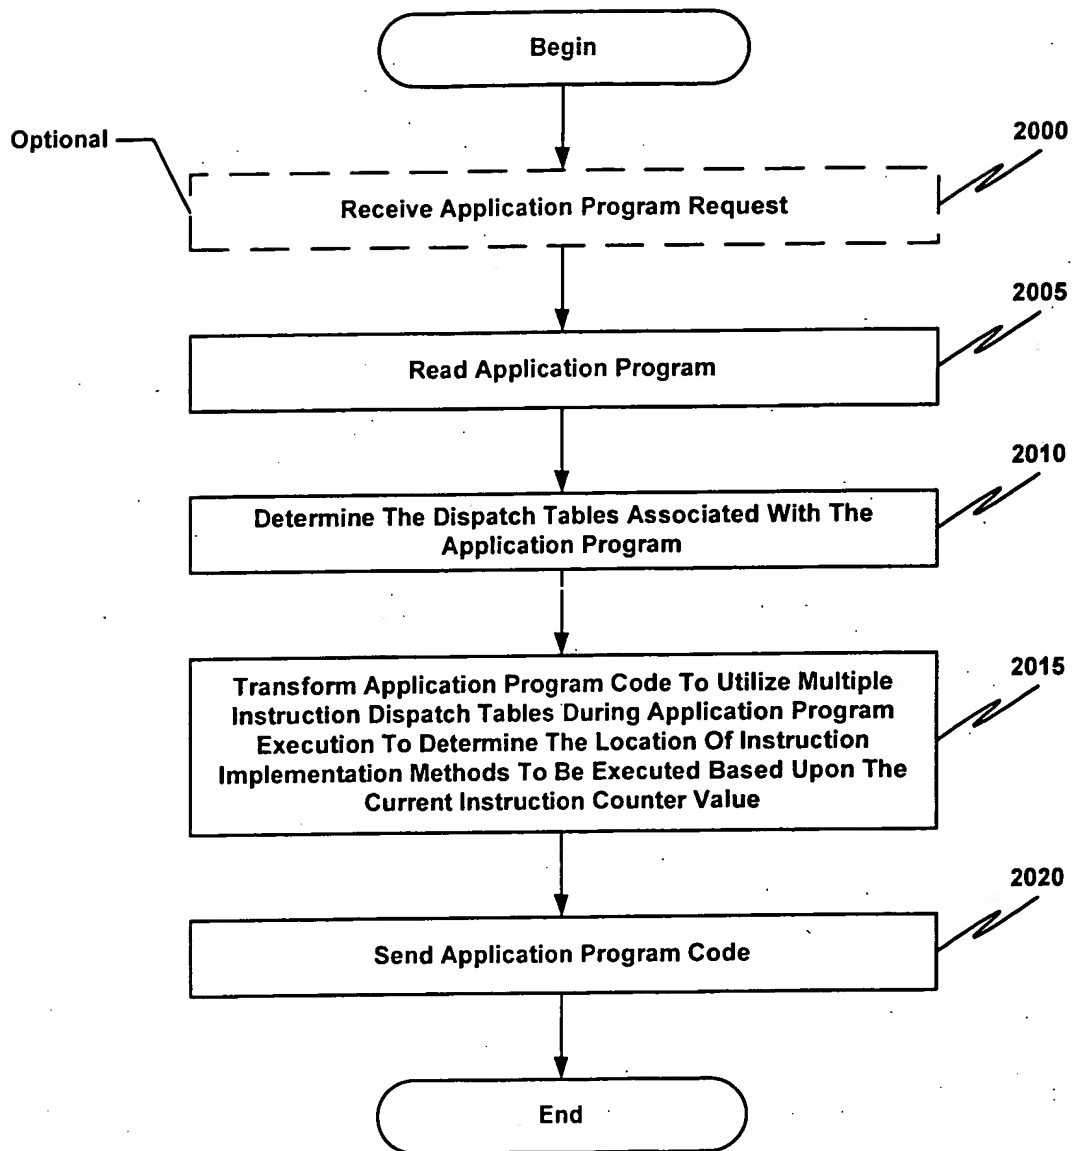 Begin
Optional
2000
Receive Application Program Request
2005
Read Application Program
2010
Determine The Dispatch Tables Associated With The
Application Program
2015
Transform Application Program Code To Utilize Multiple
Instruction Dispatch Tables During Application Program
Execution To Determine The Location Of Instruction
Implementation Methods To Be Executed Based Upon The
Current Instruction Counter Value
2020
Send Application Program Code
End